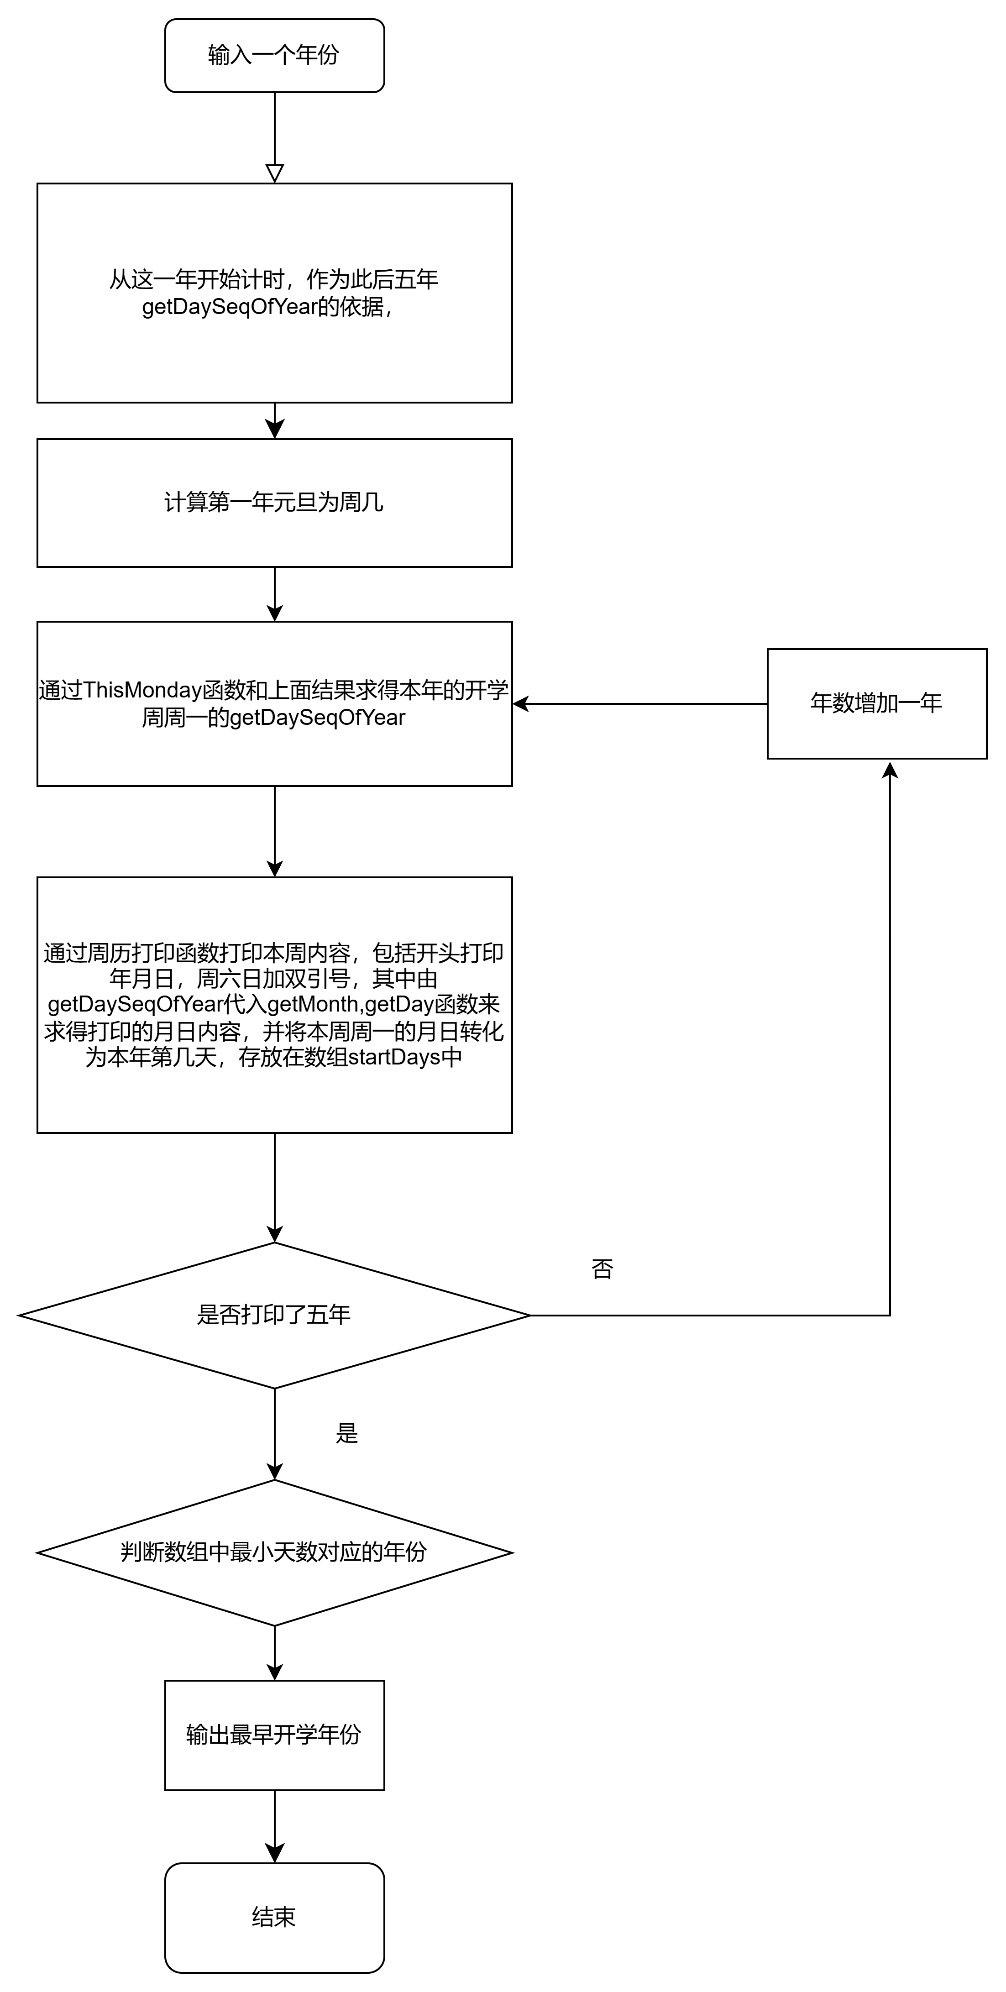 输入一个年份
从这一年开始计时，作为此后五年
getDaySeqOfYear的依据，
计算第一年元旦为周几
通过ThisMonday函数和上面结果求得本年的开学
周周一的getDaySeqOfYear
年数增加一年
通过周历打印函数打印本周内容，包括开头打印
年月日，周六日加双引号，其中由
getDaySeqOfYear代入getMonth,getDay函数来
求得打印的月日内容，并将本周周一的月日转化
为本年第几天，存放在数组startDays中
否
是否打印了五年
是
判断数组中最小天数对应的年份
输出最早开学年份
结束